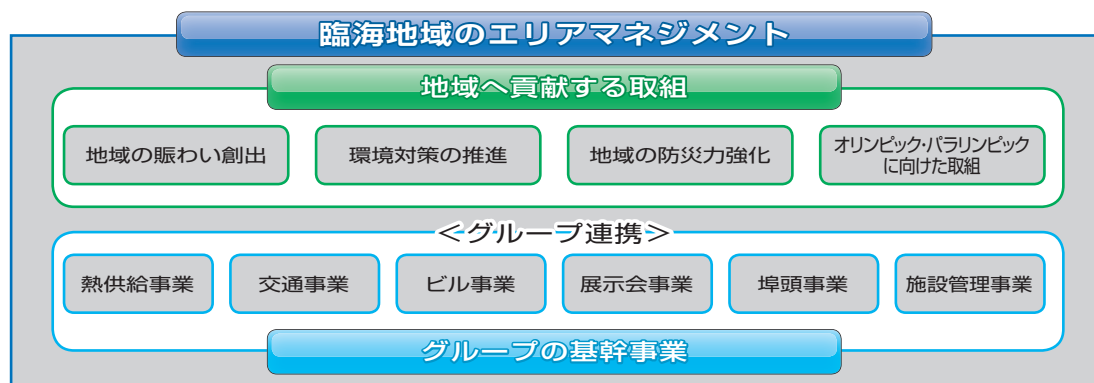 臨海地域のエリアマネジメント
地域へ貢献する取組
地域の賑わい創出
環境対策の推進
地域の防災力強化
オリンピック・パラリンピック
に向けた取組
＜グループ連携＞
熱供給事業
交通事業
ビル事業
展示会事業
埠頭事業
施設管理事業
グループの基幹事業